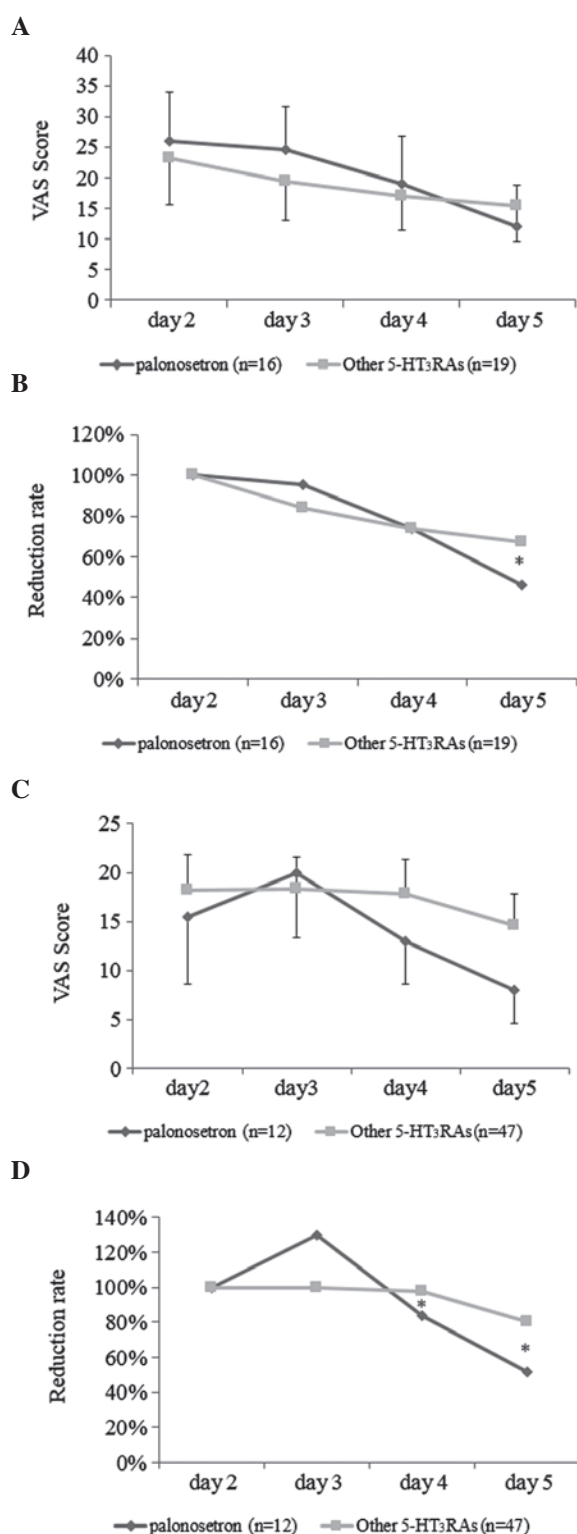 A
VAS Score
40
35
30
25
20
15
10
5
0
day 2 day 3 day 4 day 5
palonosetron (n=16) Other 5-HT₃RAs (n=19)
B
Reduction rate
120%
100%
80%
60%
40%
20%
0%
*
day 2 day 3 day 4 day 5
palonosetron (n=16) Other 5-HT₃RAs (n=19)
C
VAS Score
25
20
15
10
5
0
day2 day3 day4 day5
palonosetron (n=12) Other 5-HT₃RAs (n=47)
D
Reduction rate
140%
120%
100%
80%
60%
40%
20%
0%
* *
day 2 day 3 day 4 day 5
palonosetron (n=12) Other 5-HT₃RAs (n=47)